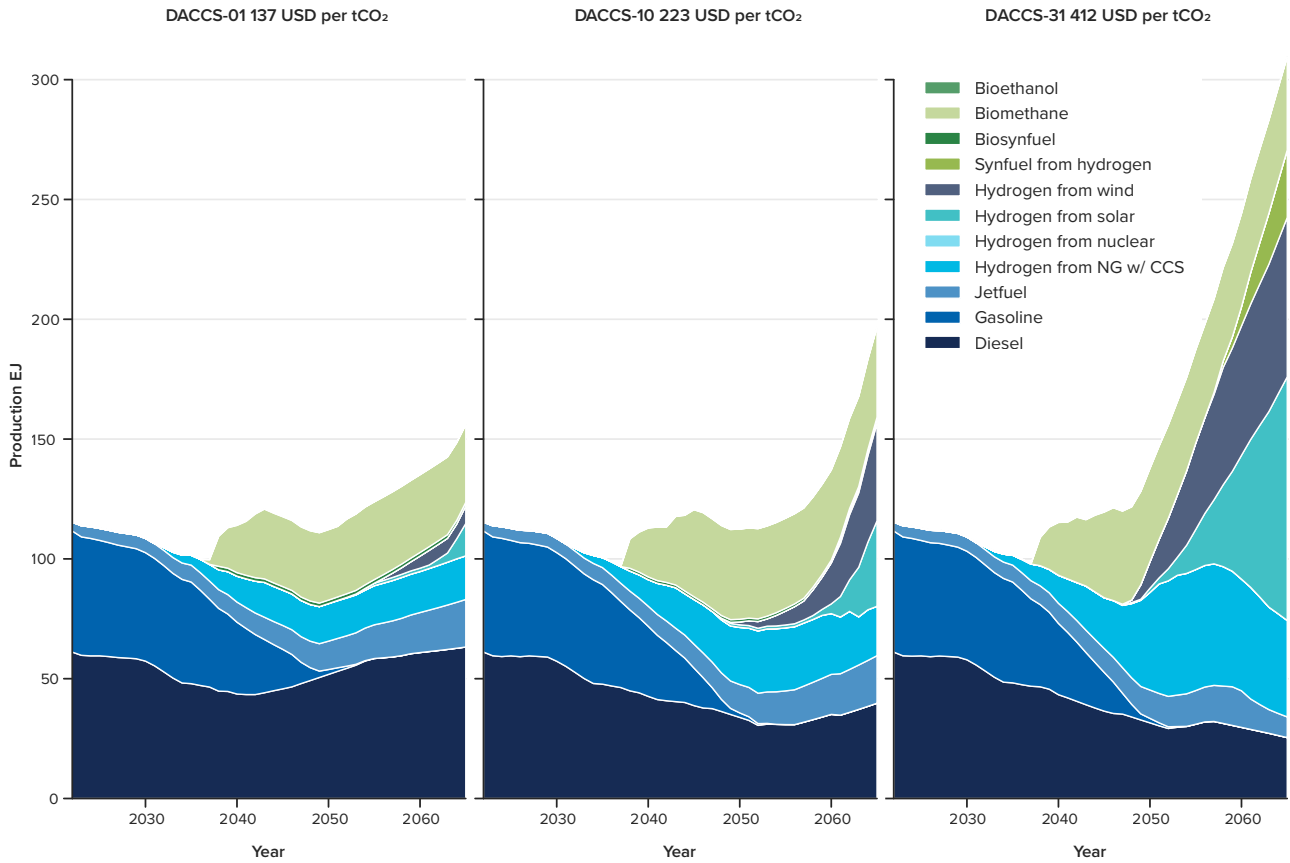 DACCS-01 137 USD per tCO₂
DACCS-10 223 USD per tCO₂
DACCS-31 412 USD per tCO₂
Production EJ
300
250
200
150
100
50
0
Bioethanol
Biomethane
Biosynfuel
Synfuel from hydrogen
Hydrogen from wind
Hydrogen from solar
Hydrogen from nuclear
Hydrogen from NG w/ CCS
Jetfuel
Gasoline
Diesel
2030 2040 2050 2060
2030 2040 2050 2060
2030 2040 2050 2060
Year
Year
Year